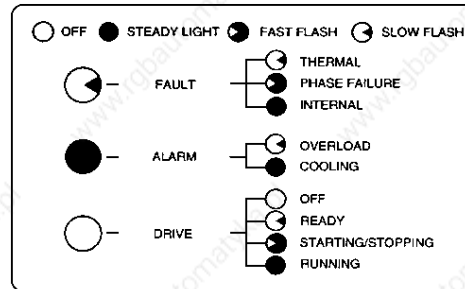 OFF STEADY LIGHT FAST FLASH SLOW FLASH
FAULT
THERMAL
PHASE FAILURE
INTERNAL
ALARM
OVERLOAD
COOLING
DRIVE
OFF
READY
STARTING/STOPPING
RUNNING